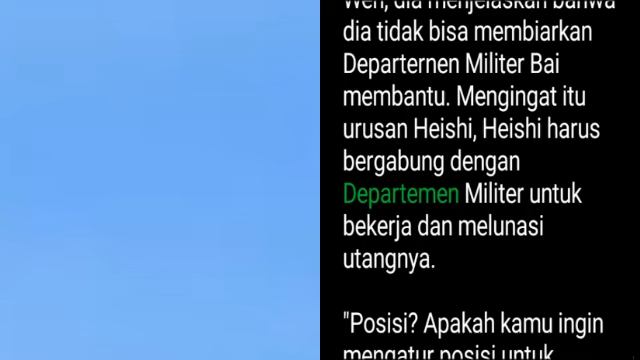 Wen, dia menjelaskan bahwa
dia tidak bisa membiarkan
Departernen Militer Bai
membantu. Mengingat itu
urusan Heishi, Heishi harus
bergabung dengan
Departemen Militer untuk
bekerja dan melunasi
utangnya.
"Posisi? Apakah kamu ingin
mengatur posisi untuk